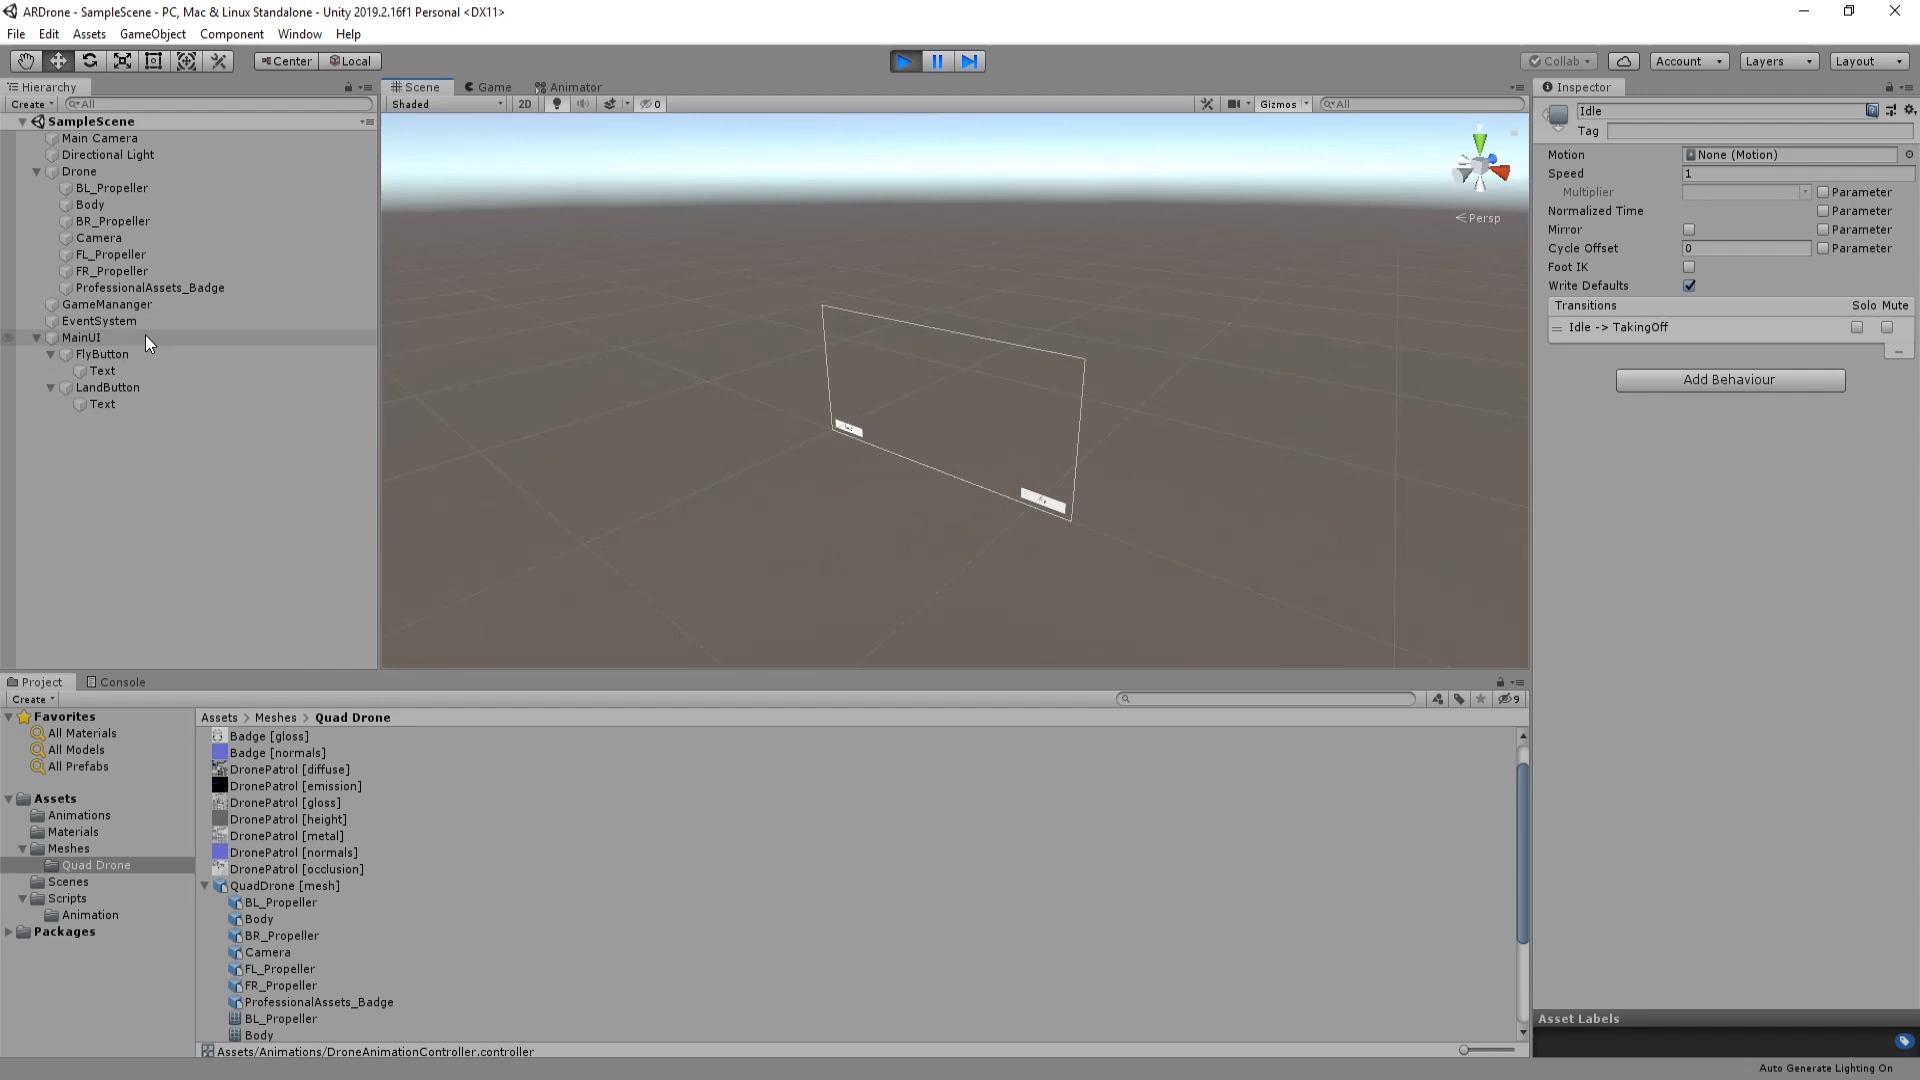 ARDrone - SampleScene - PC, Mac & Linux Standalone - Unity 2019.2.16f1 Personal <DX11>
File Edit Assets GameObject Component Window Help
Center Local Collab Account Layers Layout
Hierarchy
Create All
SampleScene
Main Camera
Directional Light
Drone
BL_Propeller
Body
BR_Propeller
Camera
FL_Propeller
FR_Propeller
ProfessionalAssets_Badge
GameMananger
EventSystem
MainUI
FlyButton
Text
LandButton
Text
Scene Game Animator
Shaded 2D 0 Gizmos All
Persp
Inspector
Idle
Tag
Motion None (Motion)
Speed 1
Multiplier Parameter
Normalized Time Parameter
Mirror Parameter
Cycle Offset 0 Parameter
Foot IK
Write Defaults
Transitions Solo Mute
Idle -> TakingOff
Add Behaviour
Project Console
Create 9
Favorites
All Materials
All Models
All Prefabs
Assets
Animations
Materials
Meshes
Quad Drone
Scenes
Scripts
Animation
Packages
Assets > Meshes > Quad Drone
Badge [gloss]
Badge [normals]
DronePatrol [diffuse]
DronePatrol [emission]
DronePatrol [gloss]
DronePatrol [height]
DronePatrol [metal]
DronePatrol [normals]
DronePatrol [occlusion]
QuadDrone [mesh]
BL_Propeller
Body
BR_Propeller
Camera
FL_Propeller
FR_Propeller
ProfessionalAssets_Badge
BL_Propeller
Body
Assets/Animations/DroneAnimationController.controller
Asset Labels
Auto Generate Lighting On